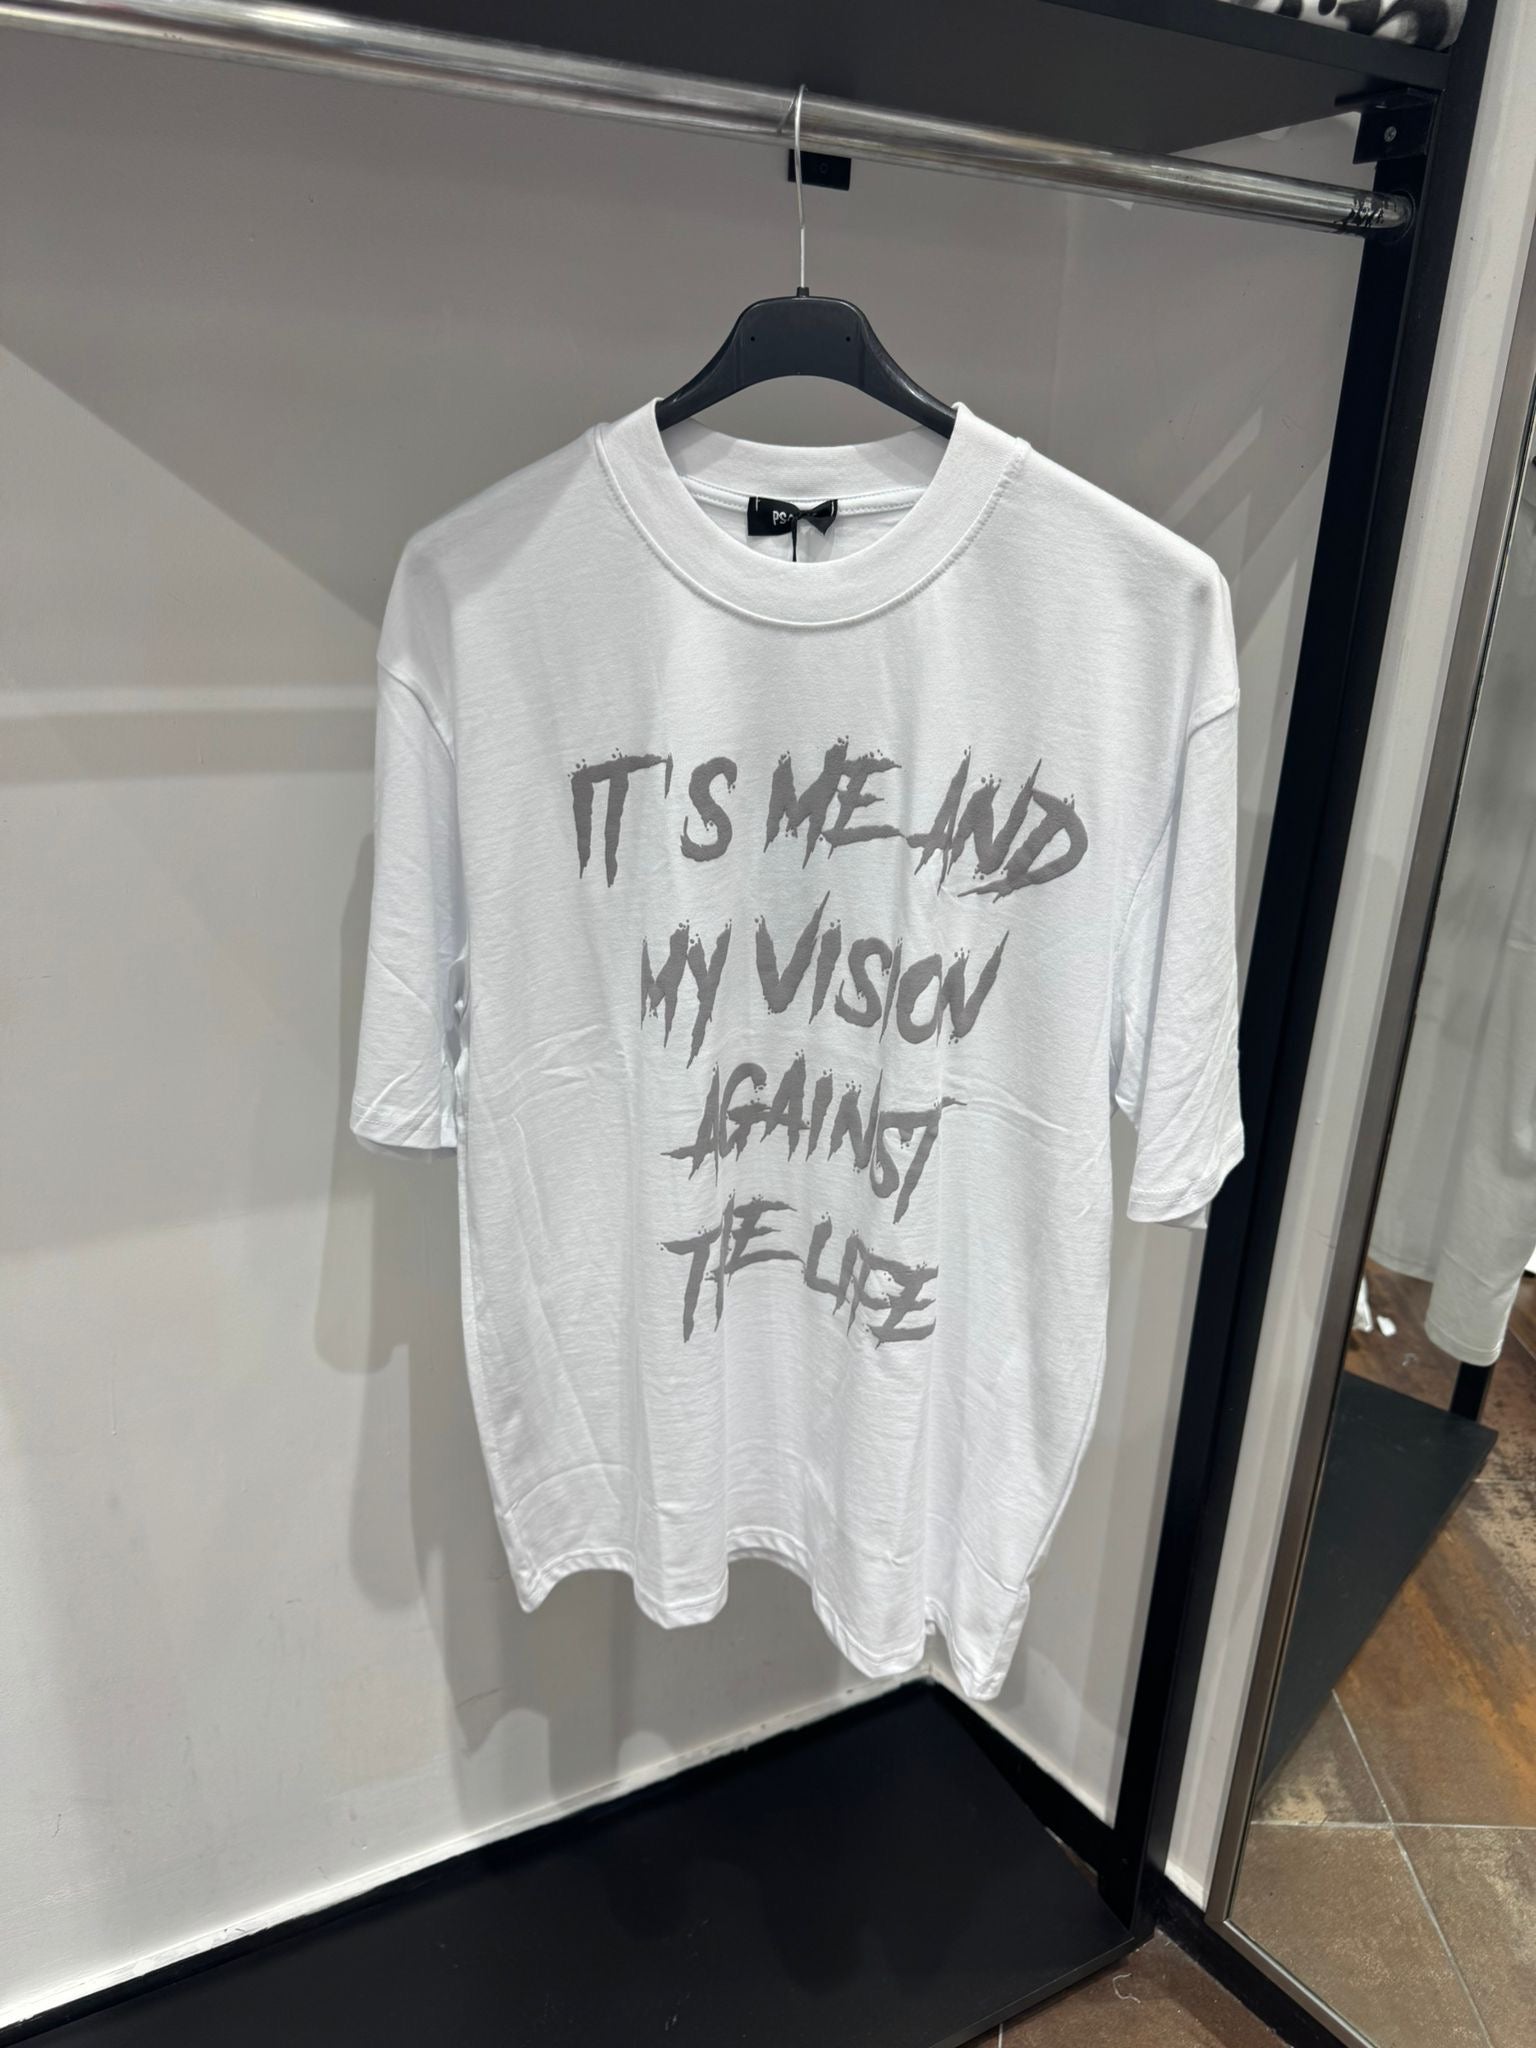 IT'S ME AND
MY VISION
AGAINST
THE LIFE